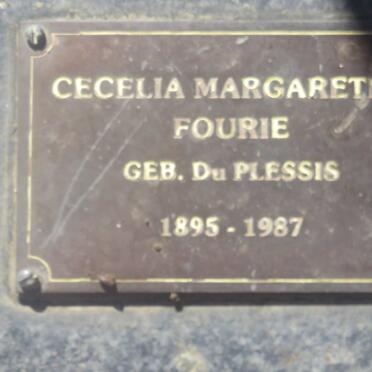 CECELIA MARGARET
FOURIE
GEB. Du PLESSIS
1895 - 1987